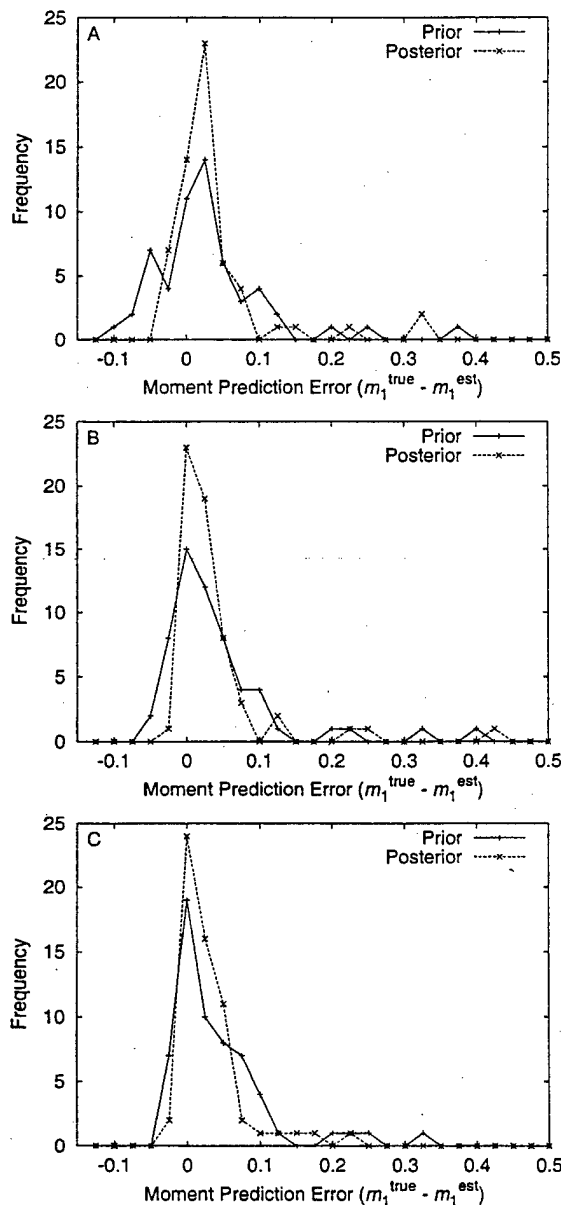 A
Prior
Posterior
25
20
15
10
5
0
Frequency
-0.1 0 0.1 0.2 0.3 0.4 0.5
Moment Prediction Error (m₁ᵗʳᵘᵉ - m₁ᵉˢᵗ)
B
Prior
Posterior
25
20
15
10
5
0
Frequency
-0.1 0 0.1 0.2 0.3 0.4 0.5
Moment Prediction Error (m₁ᵗʳᵘᵉ - m₁ᵉˢᵗ)
C
Prior
Posterior
25
20
15
10
5
0
Frequency
-0.1 0 0.1 0.2 0.3 0.4 0.5
Moment Prediction Error (m₁ᵗʳᵘᵉ - m₁ᵉˢᵗ)